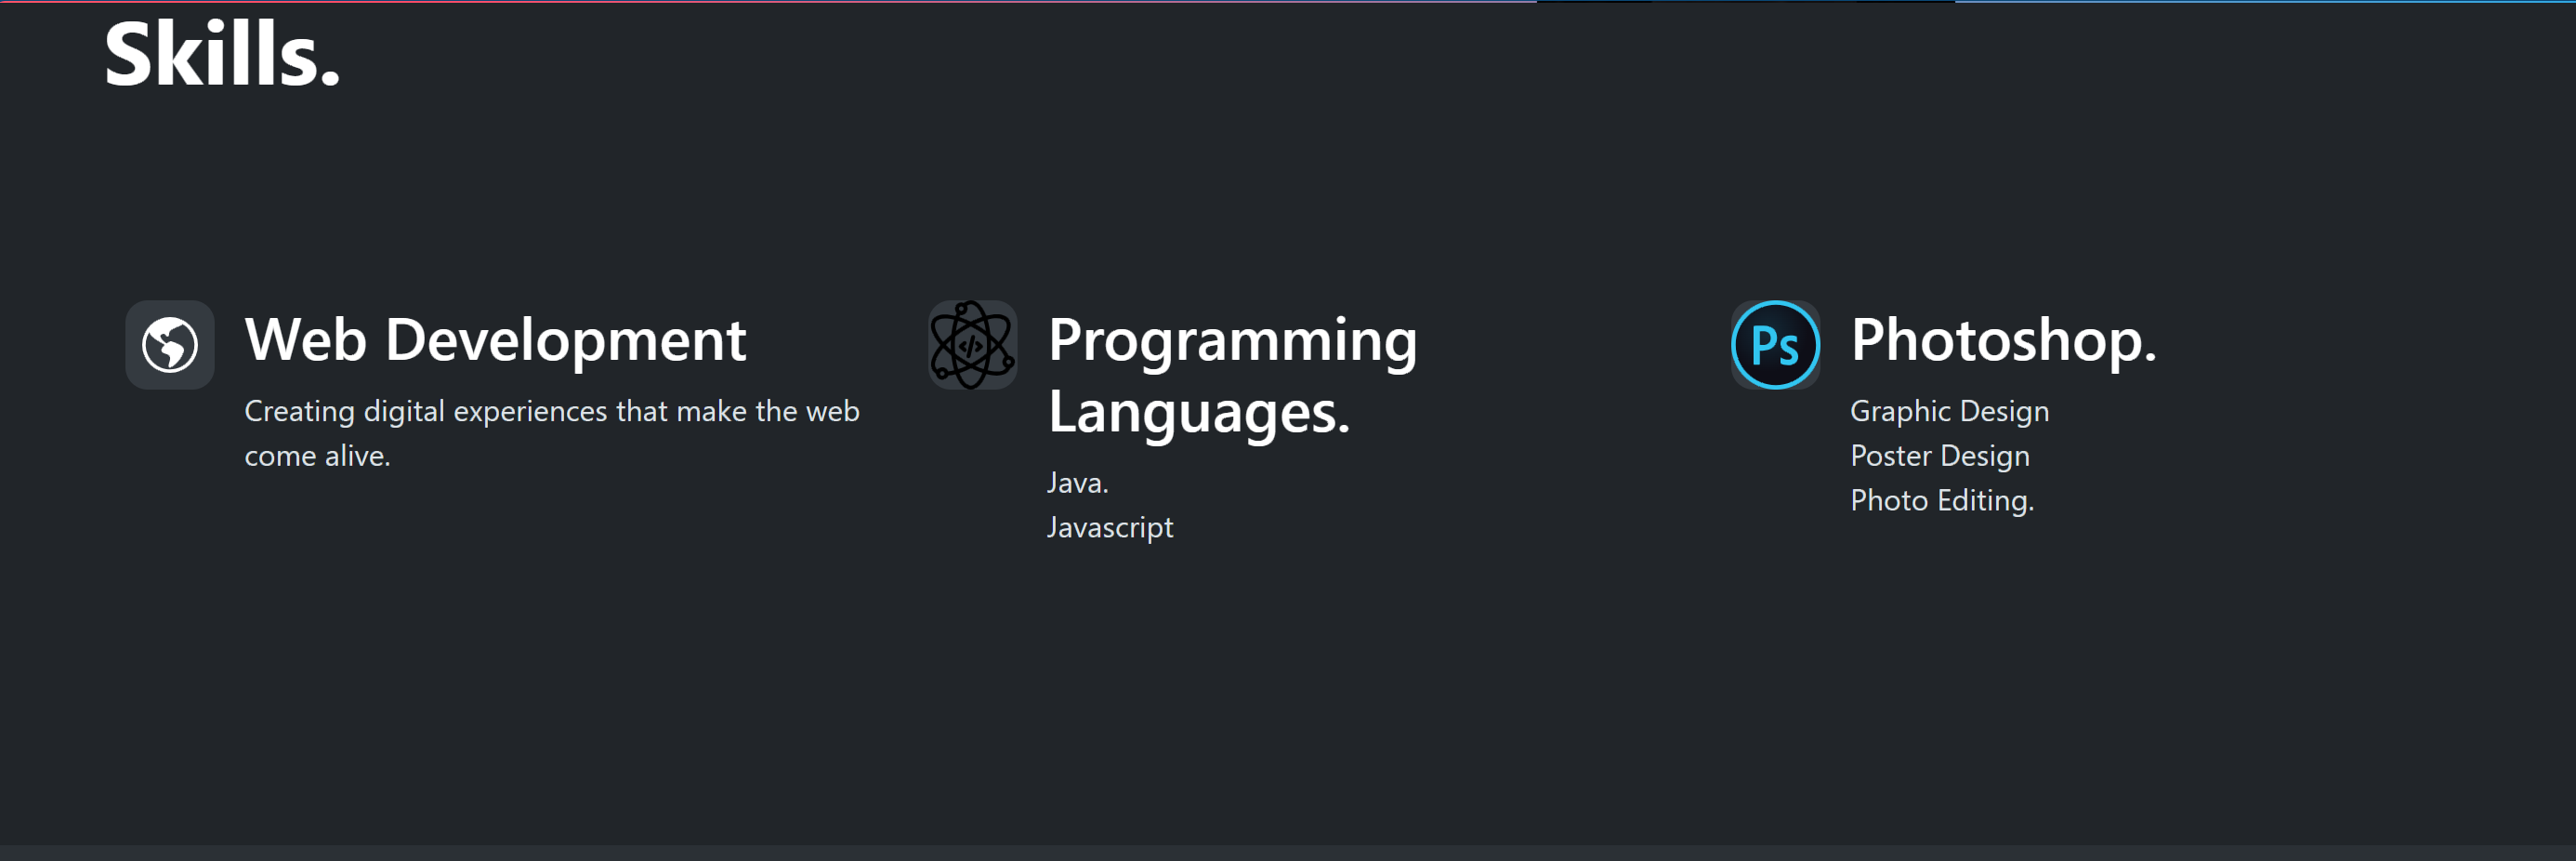 Skills.
Web Development
Creating digital experiences that make the web
come alive.
</>
Programming
Languages.
Java.
Javascript
Ps
Photoshop.
Graphic Design
Poster Design
Photo Editing.